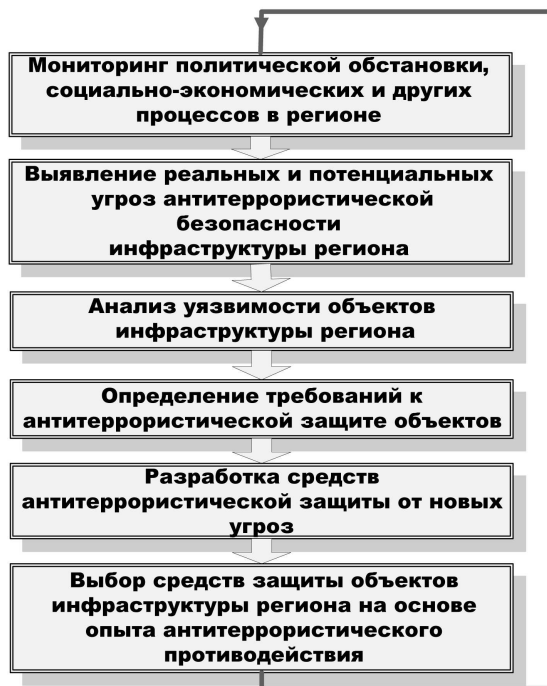 Мониторинг политической обстановки,
социально-экономических и других
процессов в регионе
Выявление реальных и потенциальных
угроз антитеррористической
безопасности
инфраструктуры региона
Анализ уязвимости объектов
инфраструктуры региона
Определение требований к
антитеррористической защите объектов
Разработка средств
антитеррористической защиты от новых
угроз
Выбор средств защиты объектов
инфраструктуры региона на основе
опыта антитеррористического
противодействия